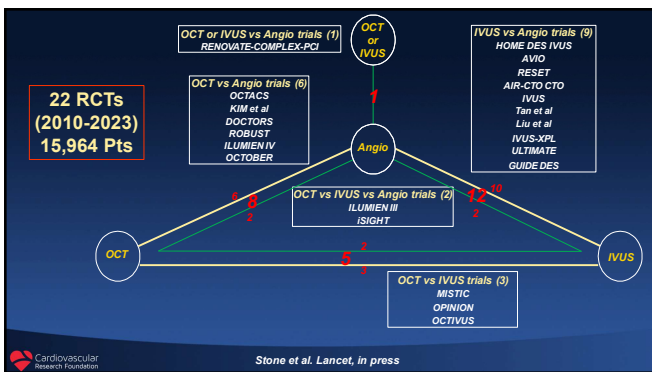 OCT or IVUS vs Angio trials (1)
RENOVATE-COMPLEX-PCI
OCT
or
IVUS
IVUS vs Angio trials (9)
HOME DES IVUS
AVIO
RESET
AIR-CTO CTO
IVUS
Tan et al
Liu et al
IVUS-XPL
ULTIMATE
GUIDE DES
22 RCTs
(2010-2023)
15,964 Pts
OCT vs Angio trials (6)
OCTACS
KIM et al
DOCTORS
ROBUST
ILUMIEN IV
OCTOBER
1
Angio
6
8
2
OCT vs IVUS vs Angio trials (2)
ILUMIEN III
iSIGHT
10
12
2
OCT
2
5
3
IVUS
OCT vs IVUS trials (3)
MISTIC
OPINION
OCTIVUS
Cardiovascular
Research Foundation
Stone et al. Lancet, in press